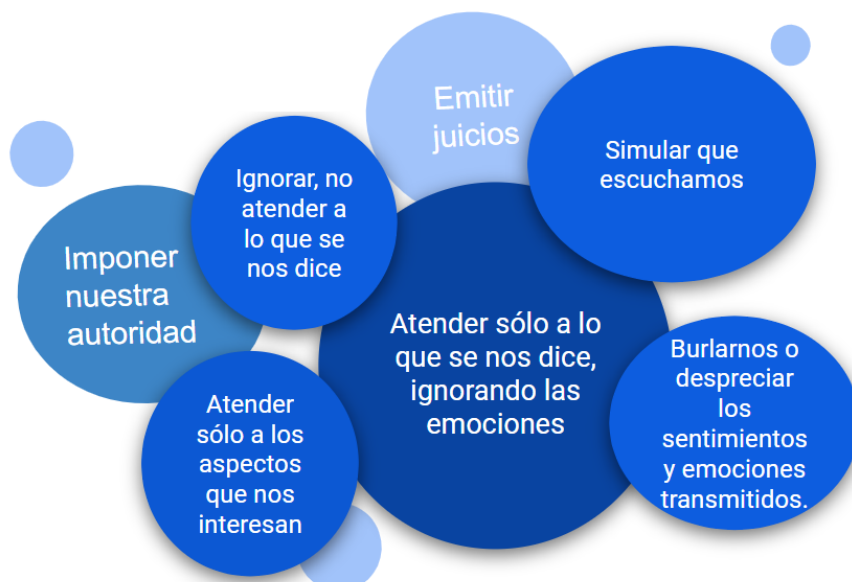 Emitir
juicios
Simular que
escuchamos
Ignorar, no
atender a
lo que se
nos dice
Imponer
nuestra
autoridad
Atender sólo a lo
que se nos dice,
ignorando las
emociones
Burlarnos o
despreciar
los
sentimientos
y emociones
transmitidos.
Atender
sólo a los
aspectos
que nos
interesan